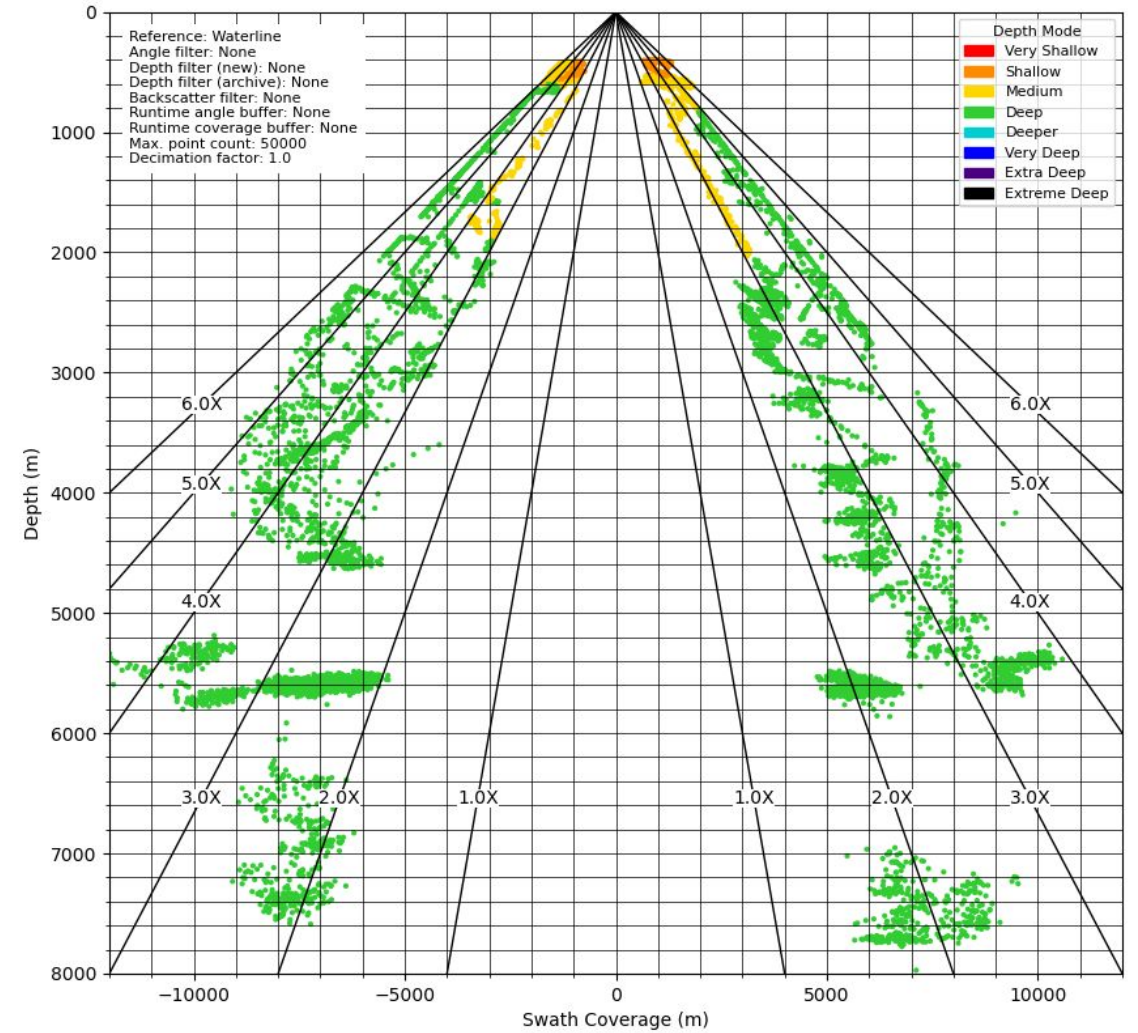 Reference: Waterline
Angle filter: None
Depth filter (new): None
Depth filter (archive): None
Backscatter filter: None
Runtime angle buffer: None
Runtime coverage buffer: None
Max. point count: 50000
Decimation factor: 1.0
Depth Mode
Very Shallow
Shallow
Medium
Deep
Deeper
Very Deep
Extra Deep
Extreme Deep
Depth (m)
0
1000
2000
3000
4000
5000
6000
7000
8000
6.0X
6.0X
5.0X
5.0X
4.0X
4.0X
3.0X
2.0X
1.0X
1.0X
2.0X
3.0X
−10000
−5000
0
5000
10000
Swath Coverage (m)